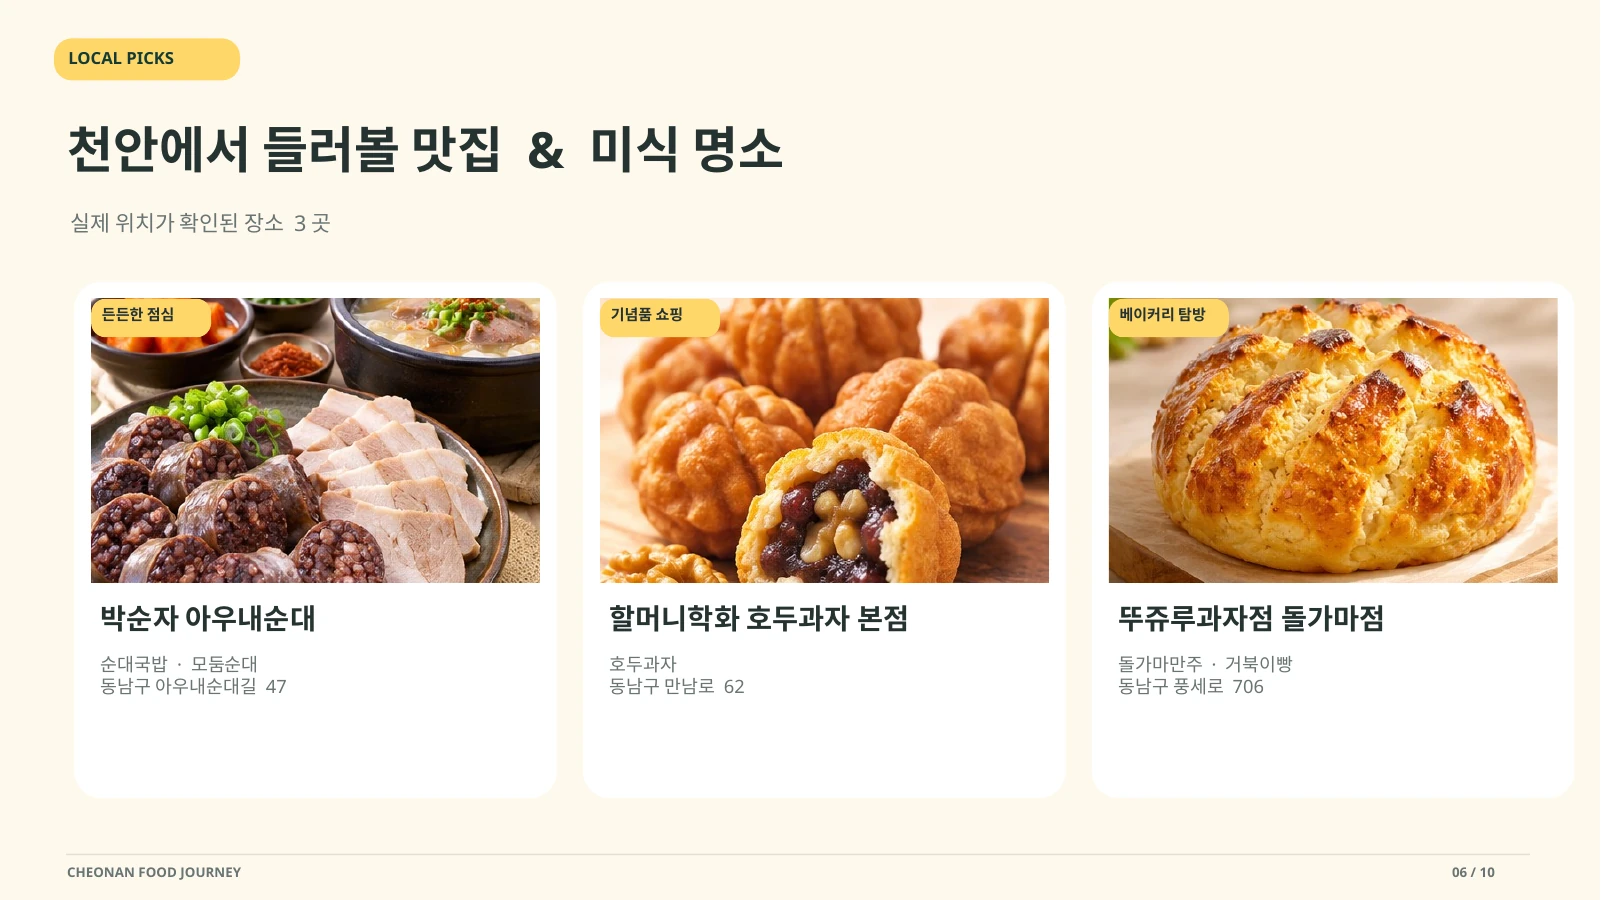 LOCAL PICKS
천안에서 들러볼 맛집 & 미식 명소
실제 위치가 확인된 장소 3 곳
든든한 점심
박순자 아우내순대
순대국밥 · 모둠순대
동남구 아우내순대길 47
기념품 쇼핑
할머니학화 호두과자 본점
호두과자
동남구 만남로 62
베이커리 탐방
뚜쥬루과자점 돌가마점
돌가마만주 · 거북이빵
동남구 풍세로 706
CHEONAN FOOD JOURNEY
06 / 10